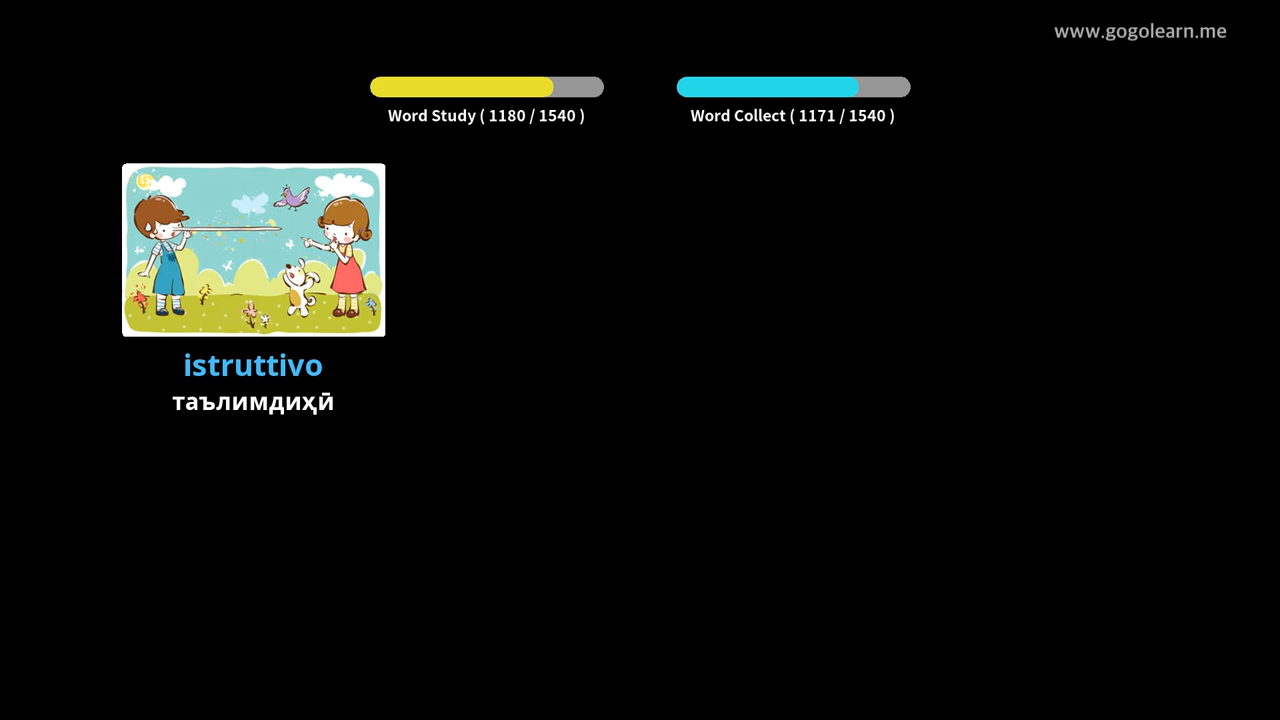 www.gogolearn.me
Word Study ( 1180 / 1540 )
Word Collect ( 1171 / 1540 )
istruttivo
таълимдиҳӣ